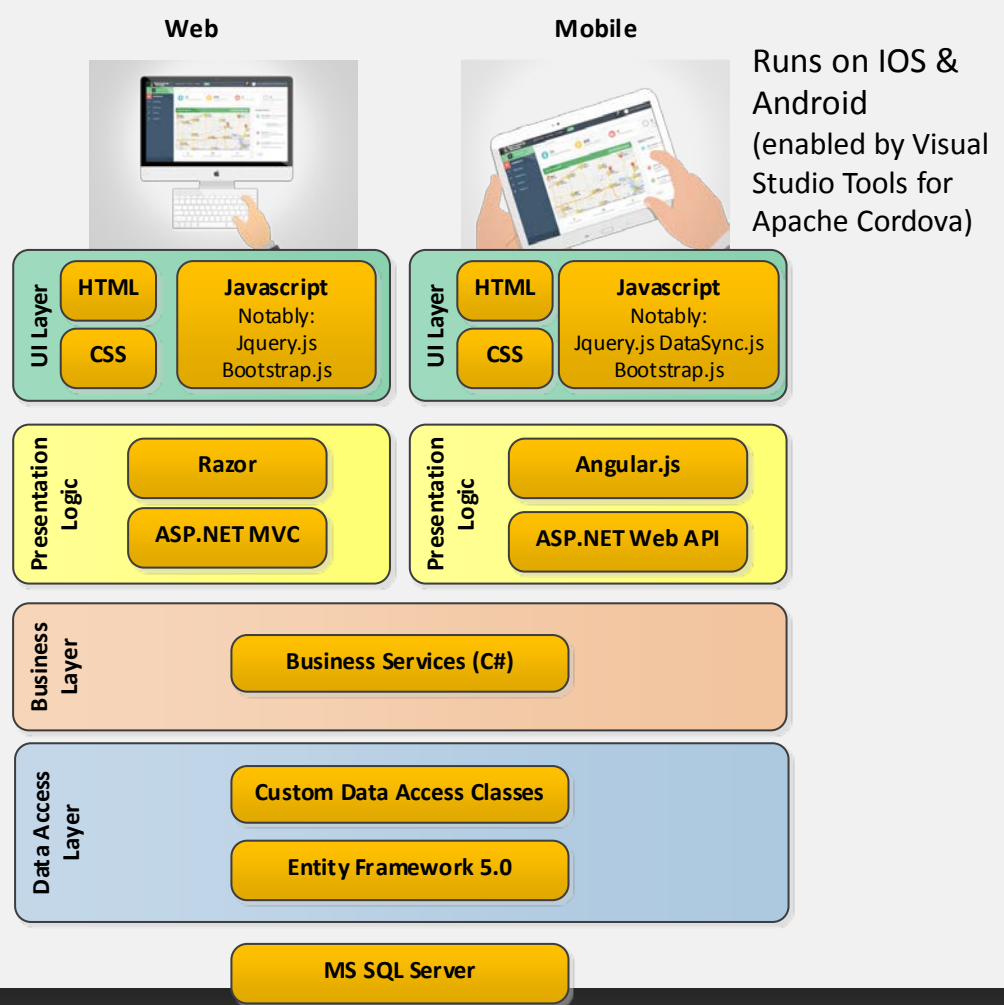 Web
Mobile
Runs on IOS &
Android
(enabled by Visual
Studio Tools for
Apache Cordova)
UI Layer
HTML
CSS
Javascript
Notably:
Jquery.js
Bootstrap.js
UI Layer
HTML
CSS
Javascript
Notably:
Jquery.js DataSync.js
Bootstrap.js
Presentation
Logic
Razor
ASP.NET MVC
Presentation
Logic
Angular.js
ASP.NET Web API
Business
Layer
Business Services (C#)
Data Access
Layer
Custom Data Access Classes
Entity Framework 5.0
MS SQL Server